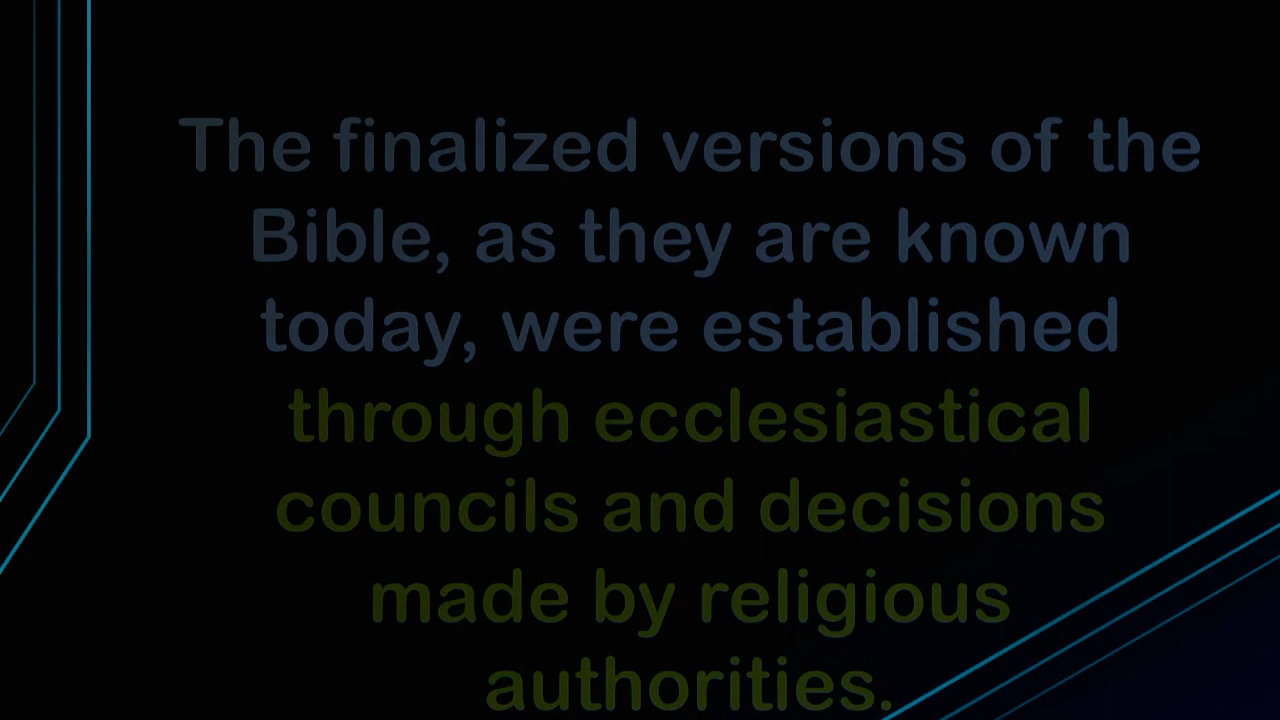 The finalized versions of the
Bible, as they are known
today, were established
through ecclesiastical
councils and decisions
made by religious
authorities.